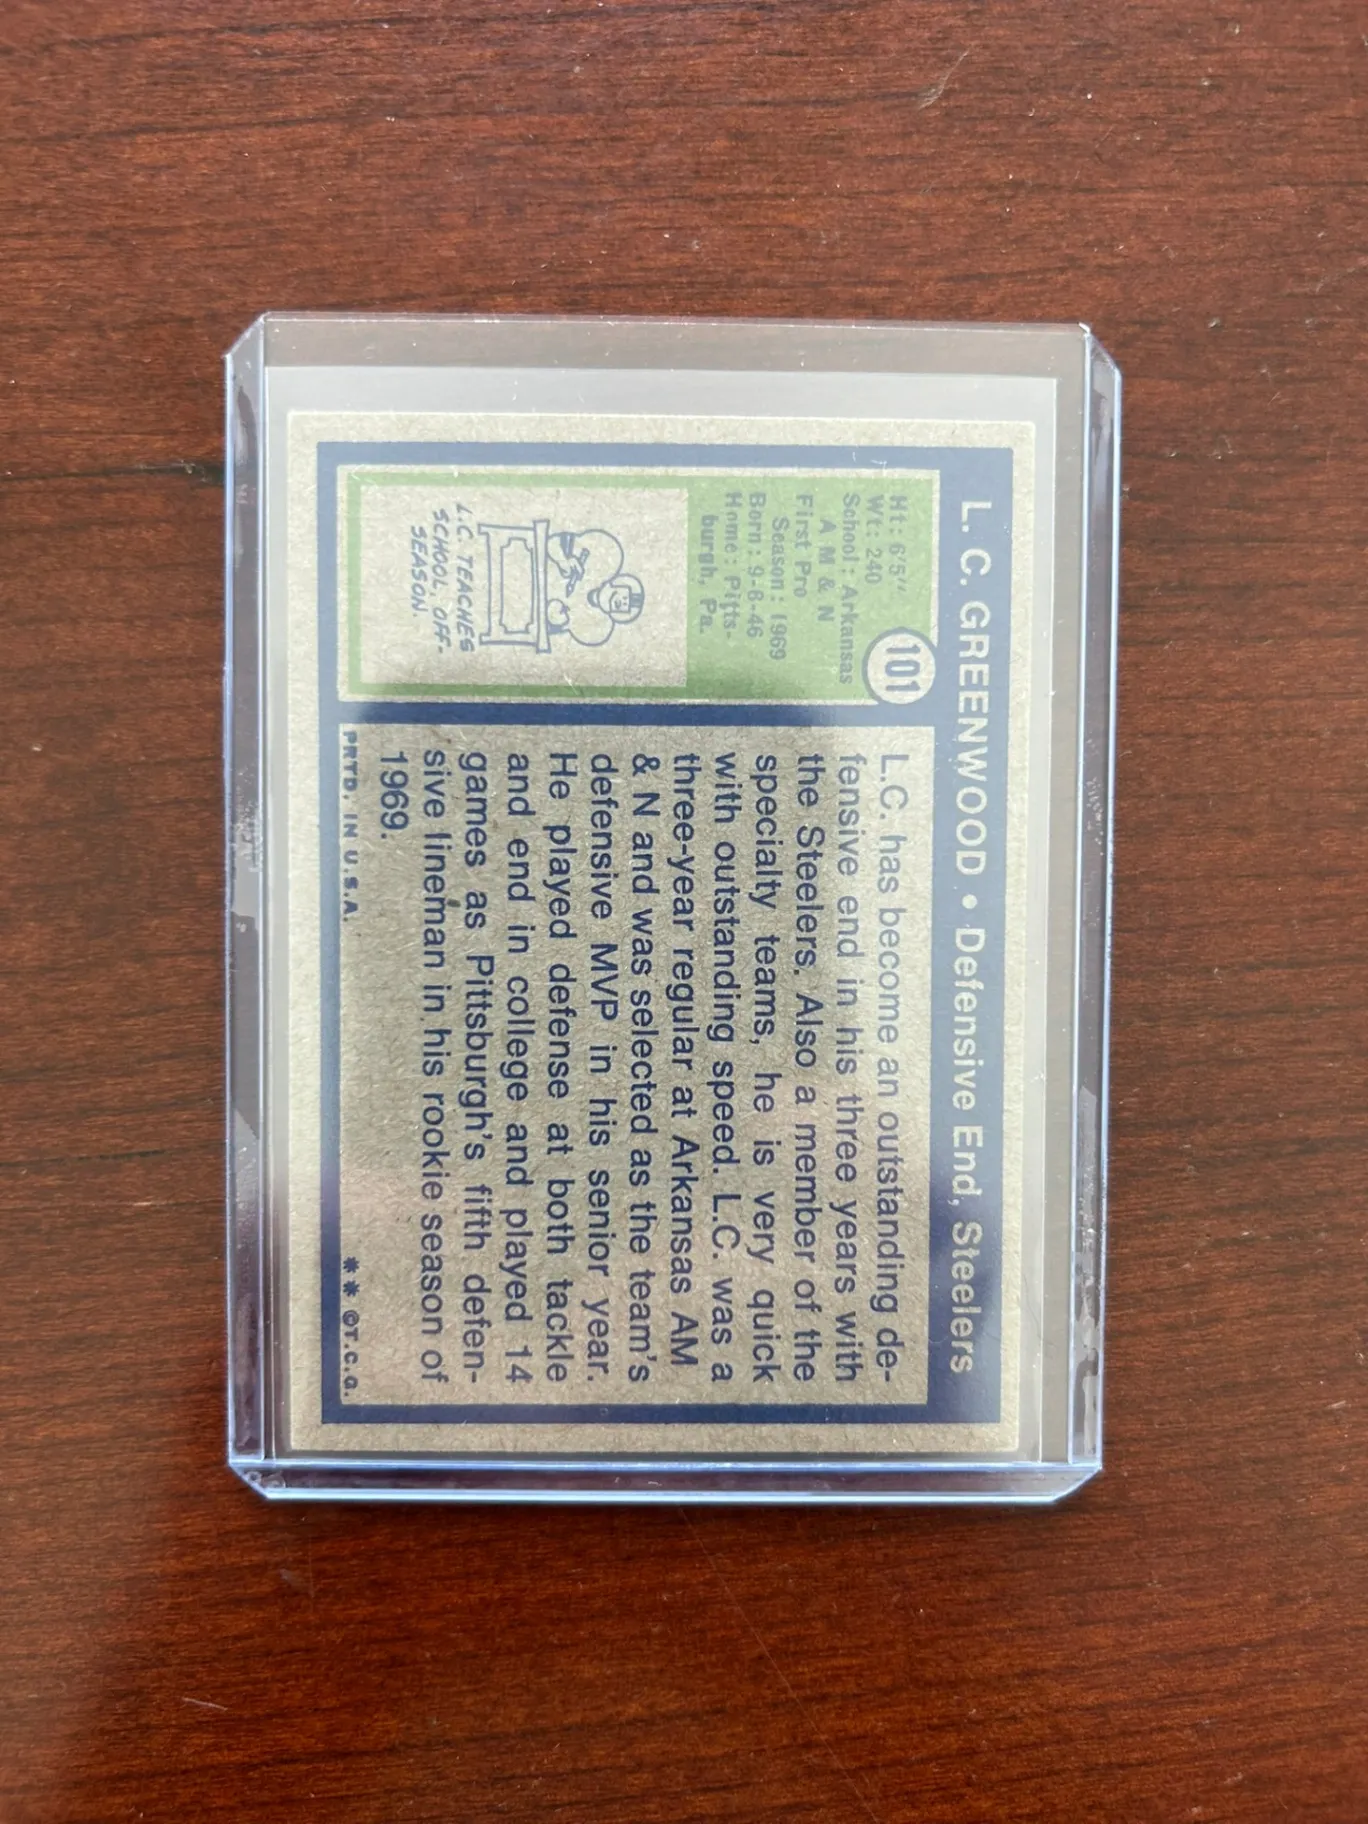 L. C. GREENWOOD • Defensive End, Steelers
101
Ht: 6'5"
Wt: 240
School: Arkansas
A M & N
First Pro
Season: 1969
Born: 9-8-46
Home: Pitts-
burgh, Pa.
L.C. TEACHES
SCHOOL, OFF-
SEASON.
L.C. has become an outstanding de-
fensive end in his three years with
the Steelers. Also a member of the
specialty teams, he is very quick
with outstanding speed. L.C. was a
three-year regular at Arkansas AM
& N and was selected as the team's
defensive MVP in his senior year.
He played defense at both tackle
and end in college and played 14
games as Pittsburgh's fifth defen-
sive lineman in his rookie season of
1969.
PRTD. IN U.S.A.
** ©T.C.G.